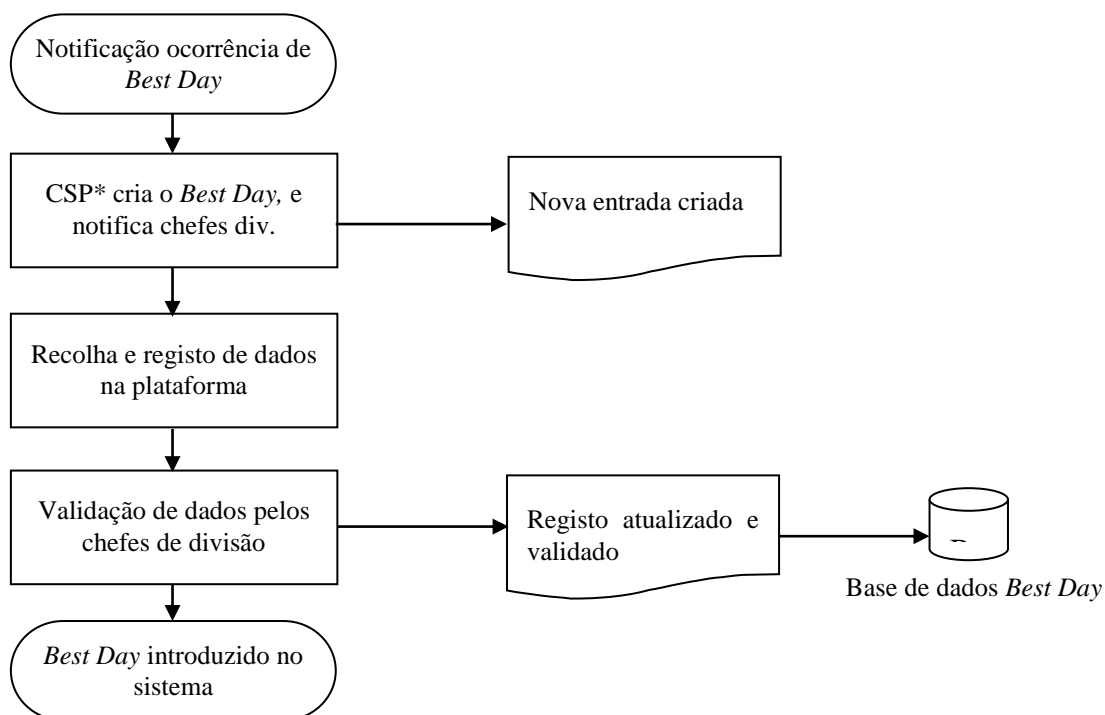 Notificação ocorrência de
Best Day
CSP* cria o Best Day, e
notifica chefes div.
Nova entrada criada
Recolha e registo de dados
na plataforma
Validação de dados pelos
chefes de divisão
Registo atualizado e
validado
Base de dados Best Day
Best Day introduzido no
sistema